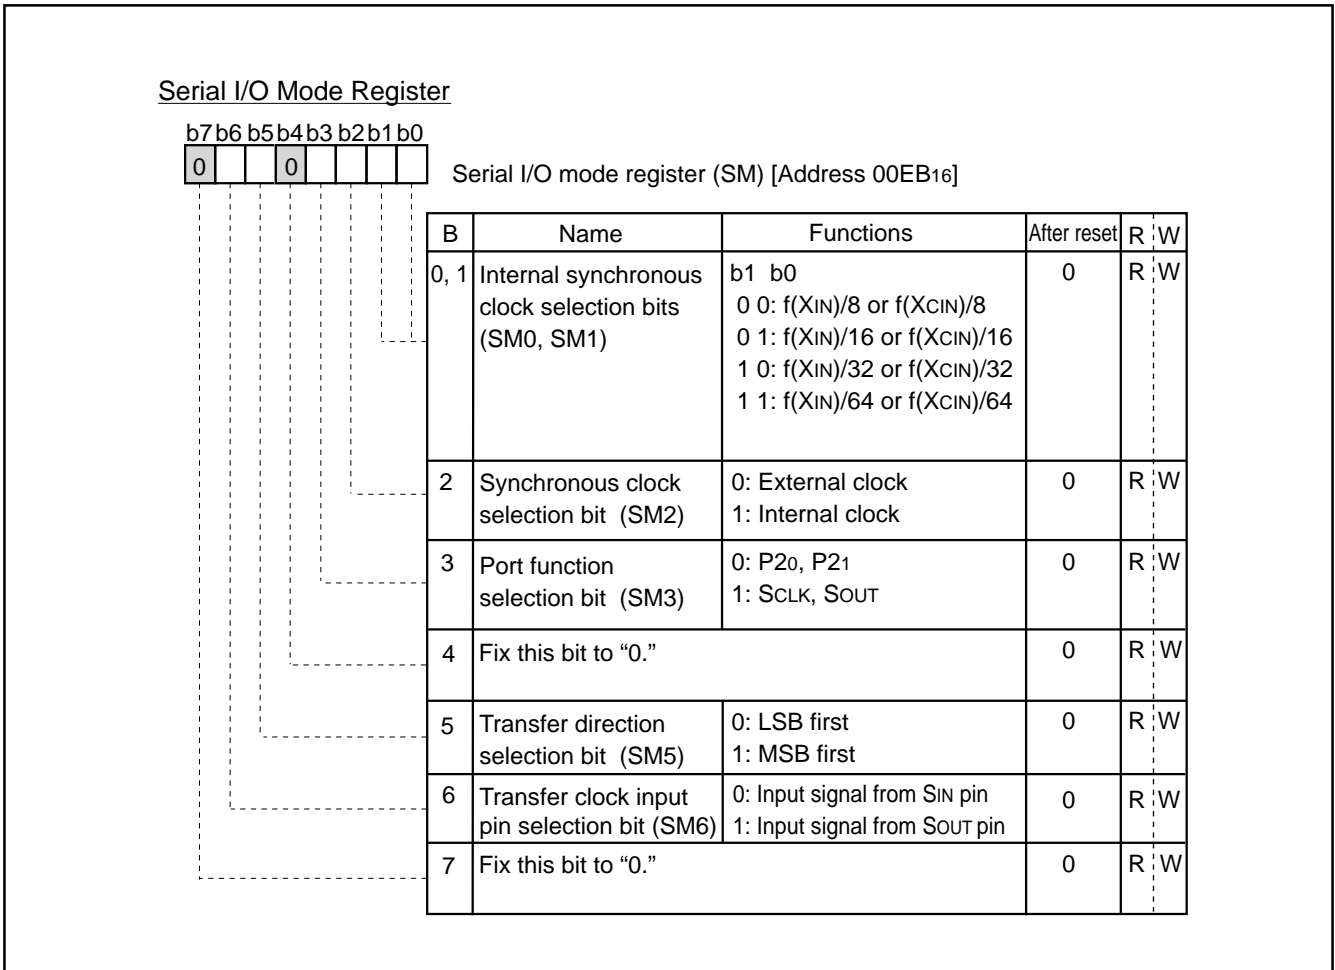 Serial I/O Mode Register
b7 b6 b5 b4 b3 b2 b1 b0
0 0
Serial I/O mode register (SM) [Address 00EB16]
B Name Functions After reset R W
0, 1 Internal synchronous b1 b0 0 R W
clock selection bits 0 0: f(XIN)/8 or f(XCIN)/8
(SM0, SM1) 0 1: f(XIN)/16 or f(XCIN)/16
1 0: f(XIN)/32 or f(XCIN)/32
1 1: f(XIN)/64 or f(XCIN)/64
2 Synchronous clock 0: External clock 0 R W
selection bit (SM2) 1: Internal clock
3 Port function 0: P20, P21 0 R W
selection bit (SM3) 1: SCLK, SOUT
4 Fix this bit to “0.” 0 R W
5 Transfer direction 0: LSB first 0 R W
selection bit (SM5) 1: MSB first
6 Transfer clock input 0: Input signal from SIN pin 0 R W
pin selection bit (SM6) 1: Input signal from SOUT pin
7 Fix this bit to “0.” 0 R W